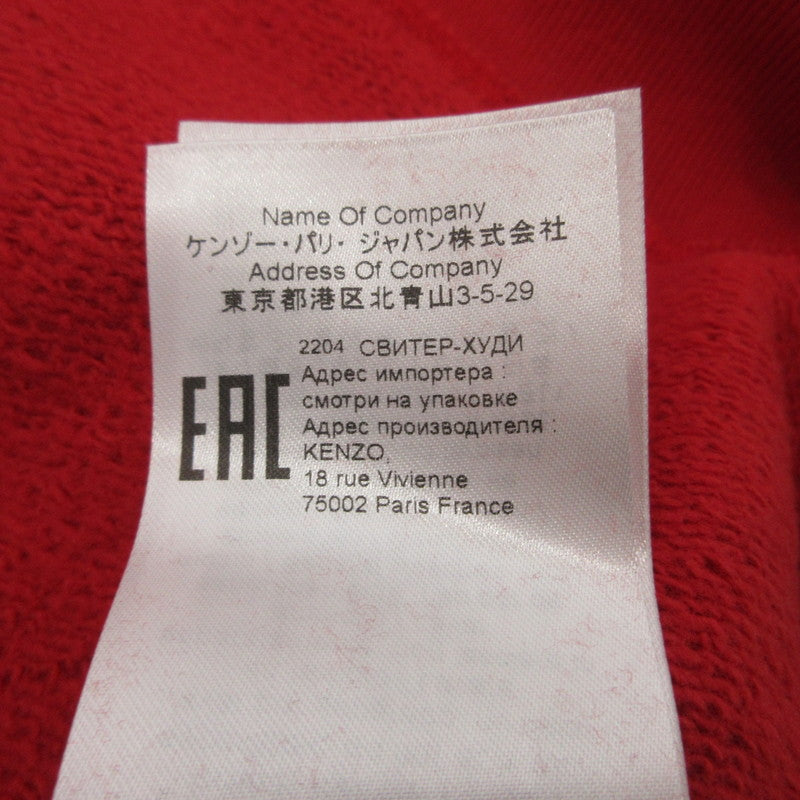 Name Of Company
ケンゾー・パリ・ジャパン株式会社
Address Of Company
東京都港区北青山3-5-29
2204 СВИТЕР-ХУДИ
Адрес импортера :
смотри на упаковке
Адрес производителя :
KENZO,
18 rue Vivienne
75002 Paris France
EAC